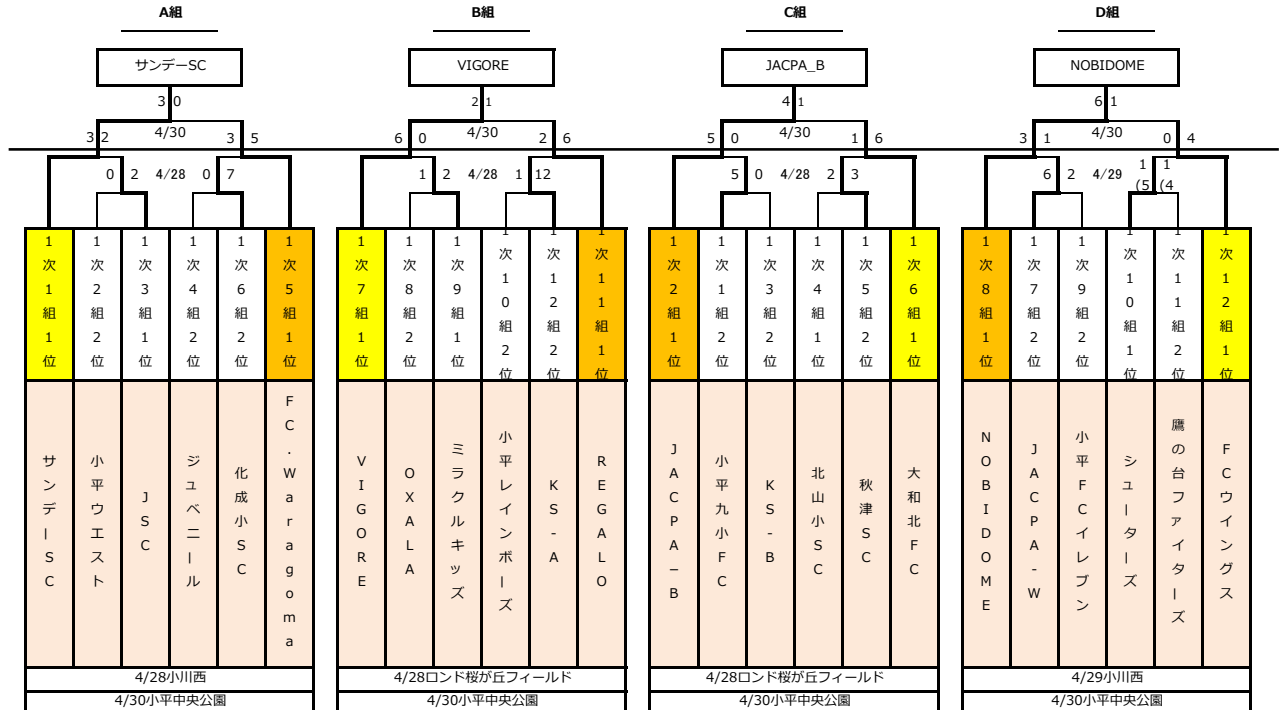 A組 B組 C組 D組
サンデーSC VIGORE JACPA_B NOBIDOME
3 0 2 1 4 1 6 1
3 2 4/30 3 5 6 0 4/30 2 6 5 0 4/30 1 6 3 1 4/30 0 4
0 2 4/28 0 7 1 2 4/28 1 12 5 0 4/28 2 3 6 2 4/29 1 1
(5 (4
1次1組1位
1次2組2位
1次3組1位
1次4組2位
1次6組2位
1次5組1位
1次7組1位
1次8組2位
1次9組1位
1次10組2位
1次12組2位
1次11組1位
1次2組1位
1次1組2位
1次3組2位
1次4組1位
1次5組2位
1次6組1位
1次8組1位
1次7組2位
1次9組2位
1次10組1位
1次11組2位
1次12組1位
サンデーSC
小平ウエスト
JSC
ジュベニール
化成小SC
FC.Waragoma
VIGORE
OXALA
ミラクルキッズ
小平レインボーズ
KS-A
REGALO
JACPA−B
小平九小FC
KS-B
北山小SC
秋津SC
大和北FC
NOBIDOME
JACPA-W
小平FCイレブン
シューターズ
鷹の台ファイターズ
FCウイングス
4/28小川西 4/28ロンド桜が丘フィールド 4/28ロンド桜が丘フィールド 4/29小川西
4/30小平中央公園 4/30小平中央公園 4/30小平中央公園 4/30小平中央公園